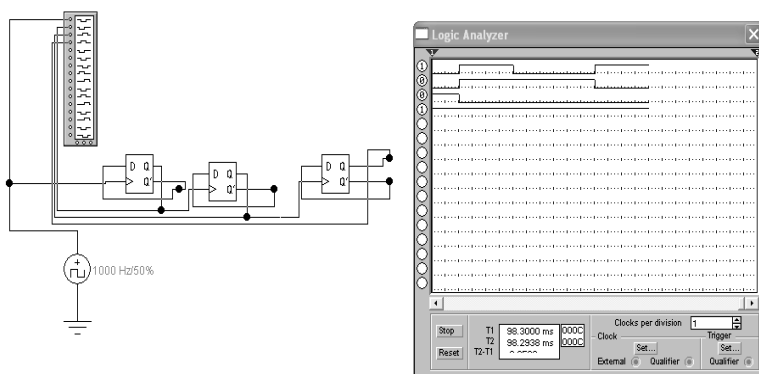 Logic Analyzer
1
0
0
1
D Q
Q'
D Q
Q'
D Q
Q'
1000 Hz/50%
Stop
Reset
T1 98.3000 ms 000C
T2 98.2938 ms 000C
T2-T1
Clocks per division 1
Clock
Set...
External Qualifier
Trigger
Set...
Qualifier